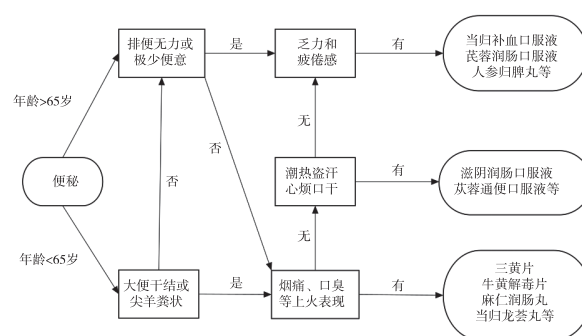 排便无力或
极少便意
是
乏力和
疲倦感
有
当归补血口服液
芪蓉润肠口服液
人参归脾丸等
年龄>65岁
否
无
便秘
否
潮热盗汗
心烦口干
有
滋阴润肠口服液
苁蓉通便口服液等
无
年龄<65岁
大便干结或
尖羊粪状
是
烟痛、口臭
等上火表现
有
三黄片
牛黄解毒片
麻仁润肠丸
当归龙荟丸等